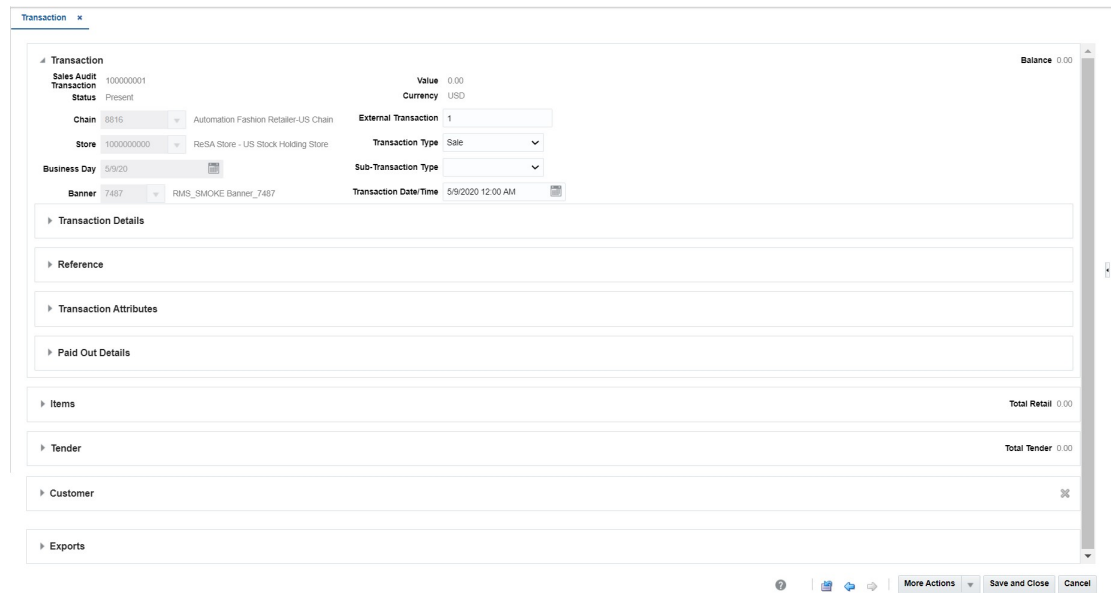 Transaction ×
Transaction
Balance 0.00
Sales Audit Transaction 100000001
Value 0.00
Status Present
Currency USD
Chain 8816 Automation Fashion Retailer-US Chain
External Transaction 1
Store 1000000000 ReSA Store - US Stock Holding Store
Transaction Type Sale
Business Day 5/9/20
Sub-Transaction Type
Banner 7487 RMS_SMOKE Banner_7487
Transaction Date/Time 5/9/2020 12:00 AM
Transaction Details
Reference
Transaction Attributes
Paid Out Details
Items Total Retail 0.00
Tender Total Tender 0.00
Customer
Exports
More Actions Save and Close Cancel